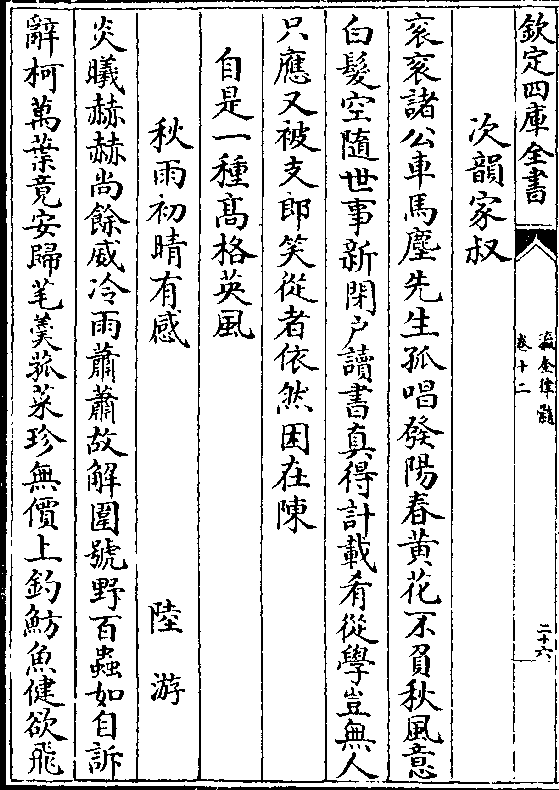 欽定四庫全書
瀛奎律髓
卷十二
二十六
次韻家叔
衮衮諸公車馬塵先生孤唱發陽春黄花不負秋風意
白髪空隨世事新閉户讀書真得計載肴從學豈無人
只應又被支郎笑從者依然困在陳
自是一種髙格英風
秋雨初晴有感 陸游
炎曦赫赫尚餘威冷雨蕭蕭故解圍號野百蟲如自訴
辭柯萬葉竟安歸芼羮菰菜珍無價上釣魴魚健欲飛